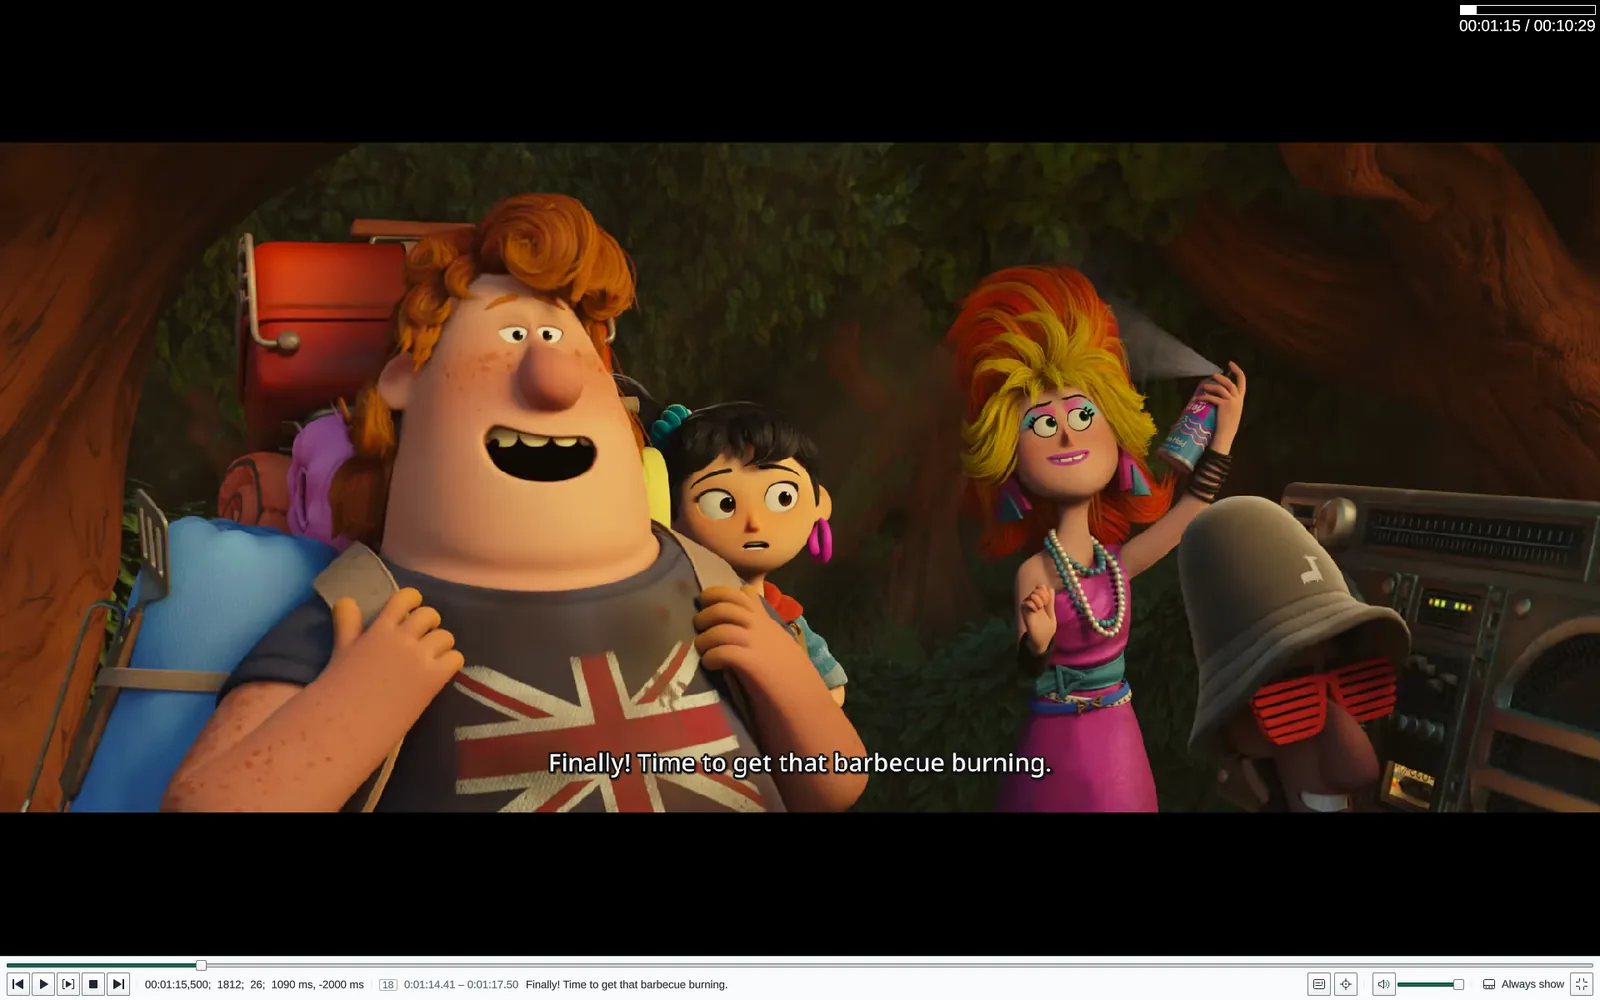 00:01:15 / 00:10:29
Finally! Time to get that barbecue burning.
00:01:15,500; 1812; 26; 1090 ms, -2000 ms 18 0:01:14.41 – 0:01:17.50 Finally! Time to get that barbecue burning. Always show